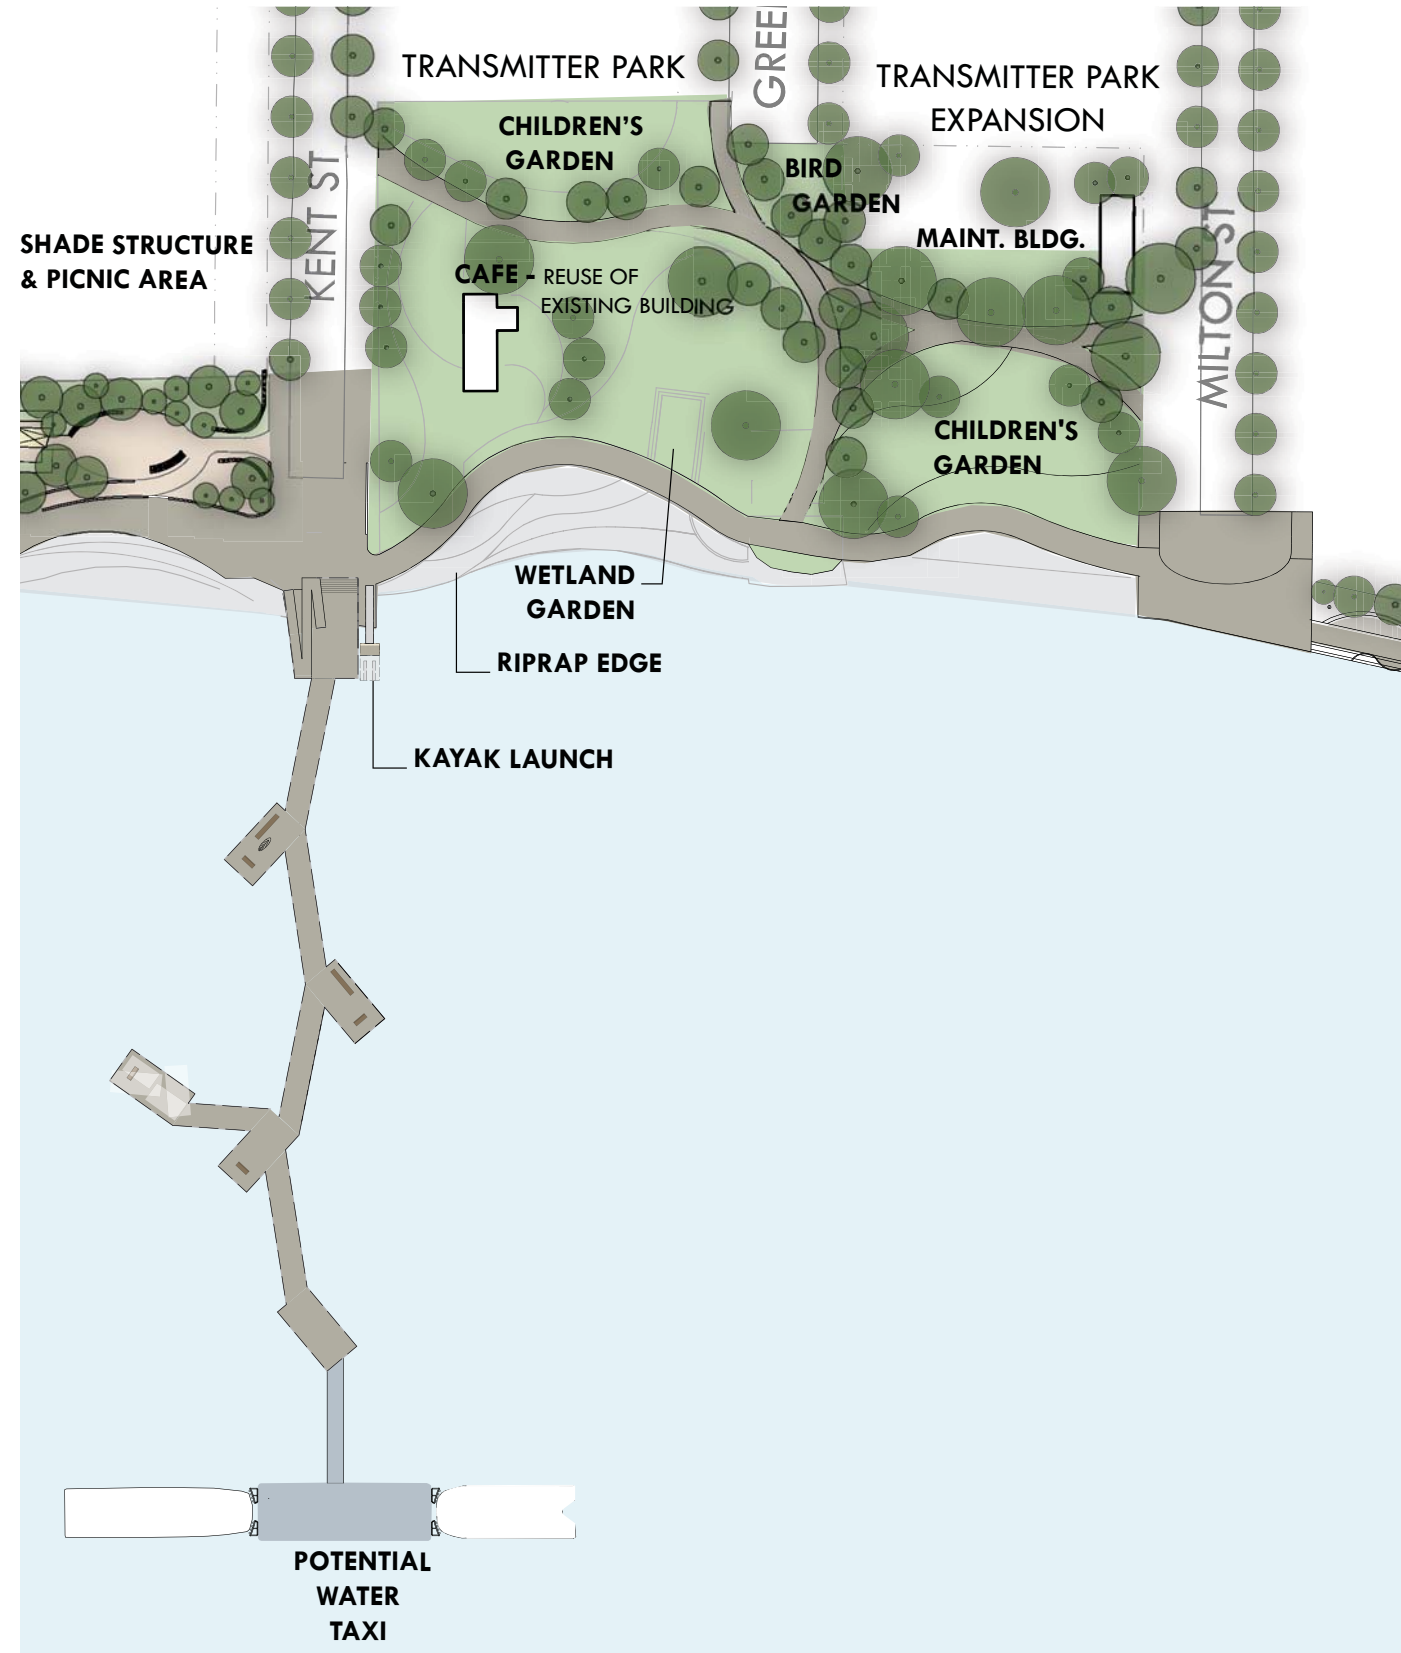 TRANSMITTER PARK
TRANSMITTER PARK
EXPANSION
CHILDREN'S
GARDEN
BIRD
GARDEN
KENT ST
MILTON ST
MAINT. BLDG.
SHADE STRUCTURE
& PICNIC AREA
CAFE - REUSE OF
EXISTING BUILDING
CHILDREN'S
GARDEN
WETLAND
GARDEN
RIPRAP EDGE
KAYAK LAUNCH
POTENTIAL
WATER
TAXI